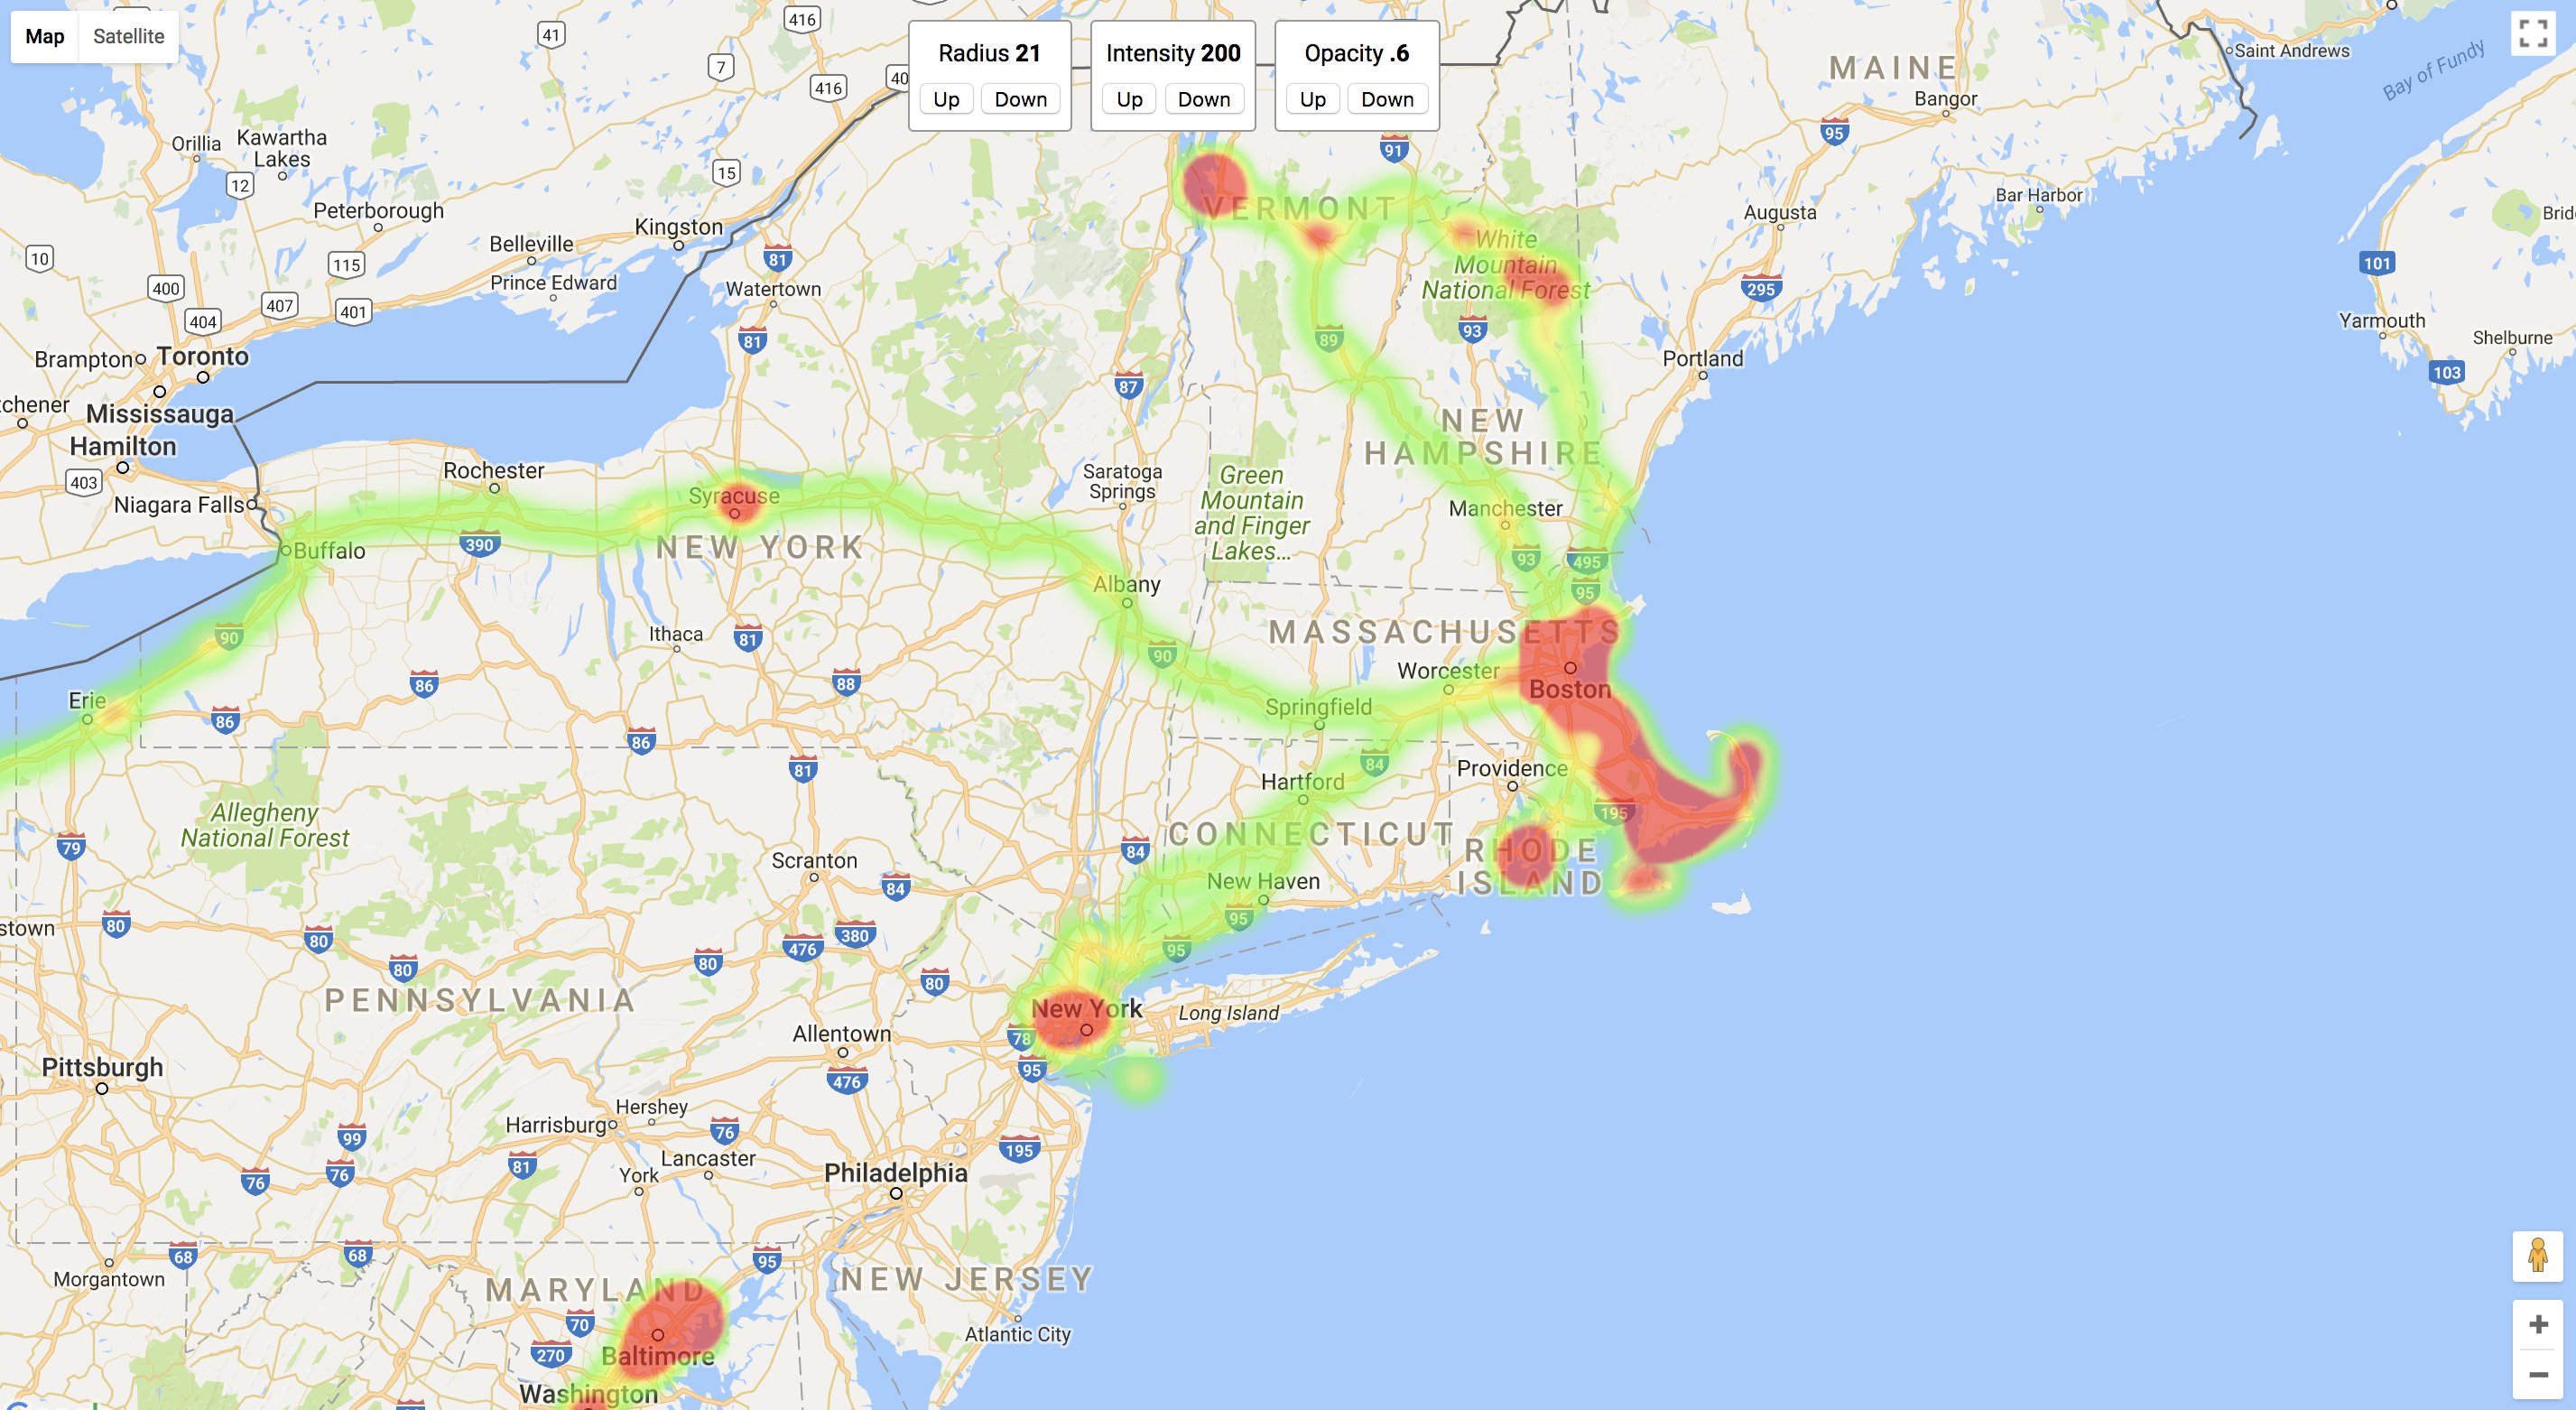 Map
Satellite
Radius 21
Up
Down
Intensity 200
Up
Down
Opacity .6
Up
Down
416
41
7
416
40
91
MAINE
Bangor
95
Saint Andrews
Bay of Fundy
Orillia
Kawartha
Lakes
12
15
Peterborough
Kingston
Belleville
Prince Edward
10
115
400
407
401
404
81
Watertown
81
VERMONT
White
Mountain
National Forest
93
89
Augusta
Bar Harbor
295
Portland
101
Yarmouth
Shelburne
103
Brampton
Toronto
Mississauga
Hamilton
403
Niagara Falls
87
NEW
HAMPSHIRE
Rochester
Syracuse
Saratoga
Springs
Green
Mountain
and Finger
Lakes...
Manchester
390
Buffalo
NEW YORK
93
495
95
Albany
90
Ithaca
81
90
MASSACHUSETTS
Worcester
Boston
Erie
86
86
88
86
Springfield
81
84
Hartford
Providence
195
Allegheny
National Forest
79
CONNECTICUT
RHODE
ISLAND
84
Scranton
84
New Haven
95
80
80
80
476
380
80
80
95
PENNSYLVANIA
New York
Long Island
78
Allentown
95
476
Pittsburgh
Hershey
Harrisburg
76
99
76
76
81
York
Lancaster
Philadelphia
195
68
68
95
Morgantown
MARYLAND
NEW JERSEY
70
270
Baltimore
Atlantic City
Washington